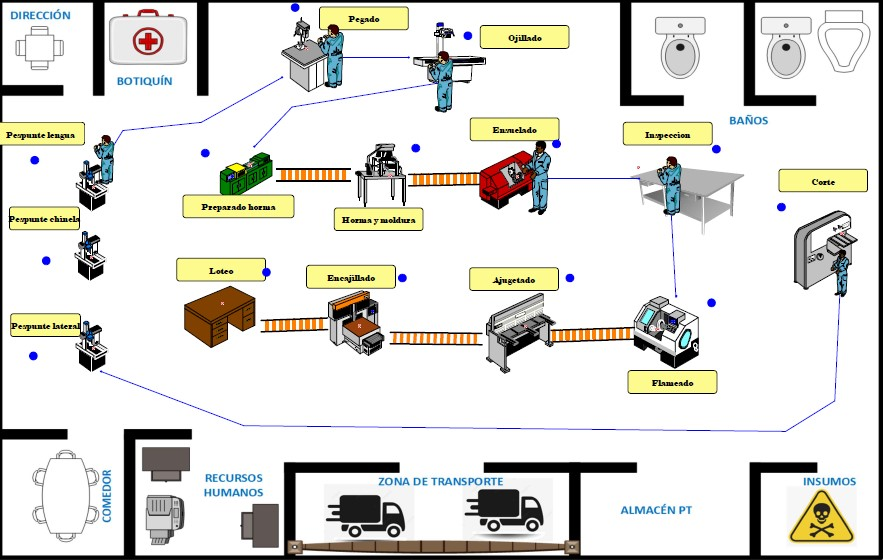 DIRECCIÓN
BOTIQUÍN
Pegado
Ojillado
BAÑOS
Pespunte lengua
Ensuelado
Inspeccion
Corte
Preparado horma
Horma y moldura
Pespunte chinela
Loteo
Encajillado
Ajugetado
Pespunte lateral
Flameado
COMEDOR
RECURSOS
HUMANOS
ZONA DE TRANSPORTE
ALMACÉN PT
INSUMOS